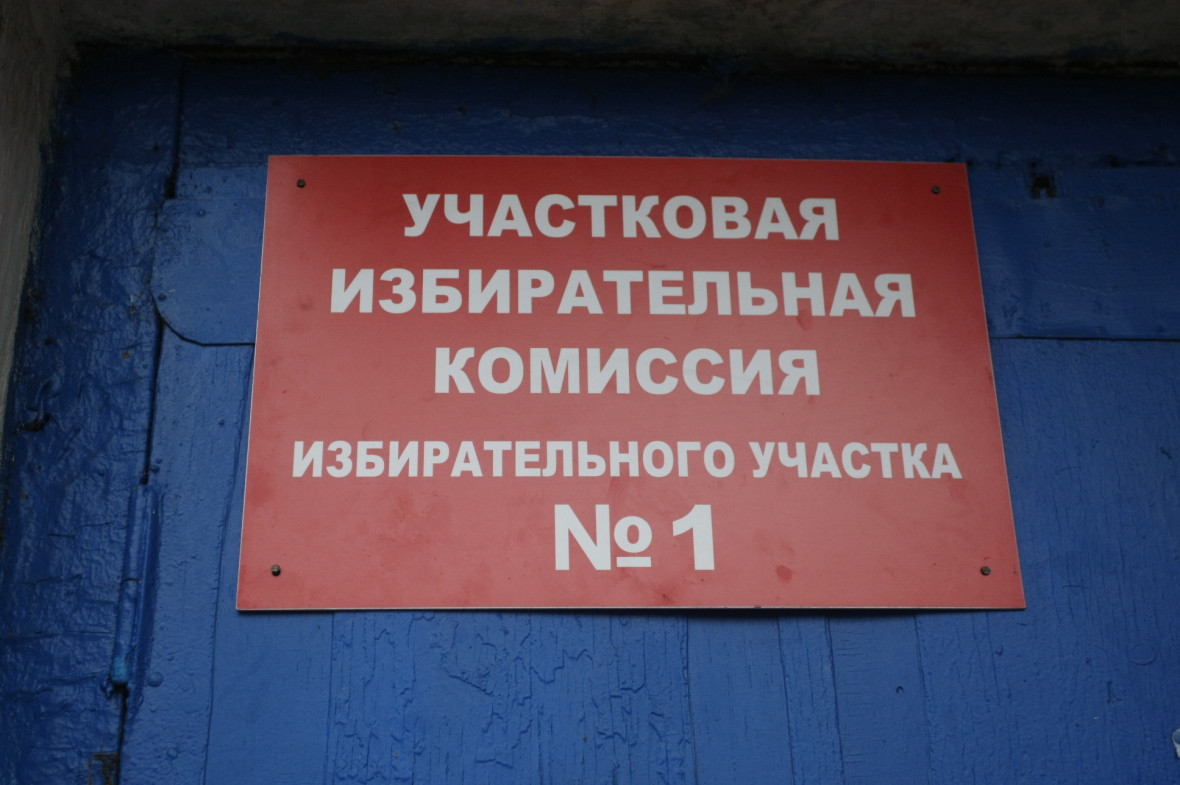 УЧАСТКОВАЯ
ИЗБИРАТЕЛЬНАЯ
КОМИССИЯ
ИЗБИРАТЕЛЬНОГО УЧАСТКА
№ 1